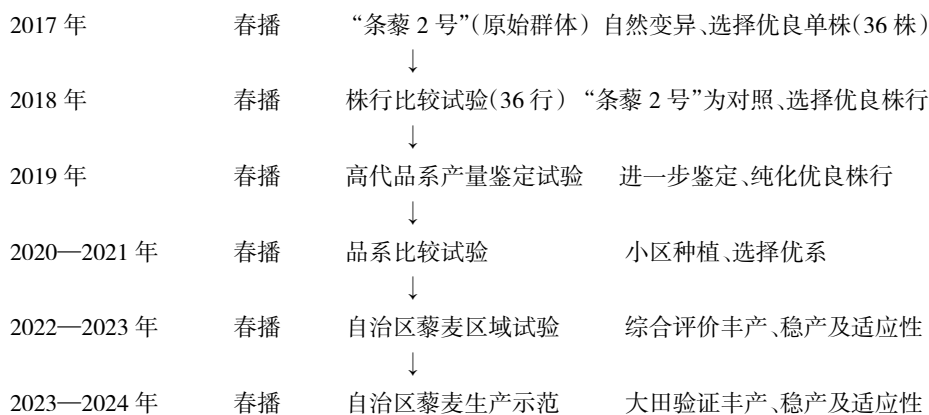 2017 年 春播 “条藜 2 号”(原始群体) 自然变异、选择优良单株(36 株)
↓
2018 年 春播 株行比较试验(36 行) “条藜 2 号”为对照、选择优良株行
↓
2019 年 春播 高代品系产量鉴定试验 进一步鉴定、纯化优良株行
↓
2020—2021 年 春播 品系比较试验 小区种植、选择优系
↓
2022—2023 年 春播 自治区藜麦区域试验 综合评价丰产、稳产及适应性
↓
2023—2024 年 春播 自治区藜麦生产示范 大田验证丰产、稳产及适应性